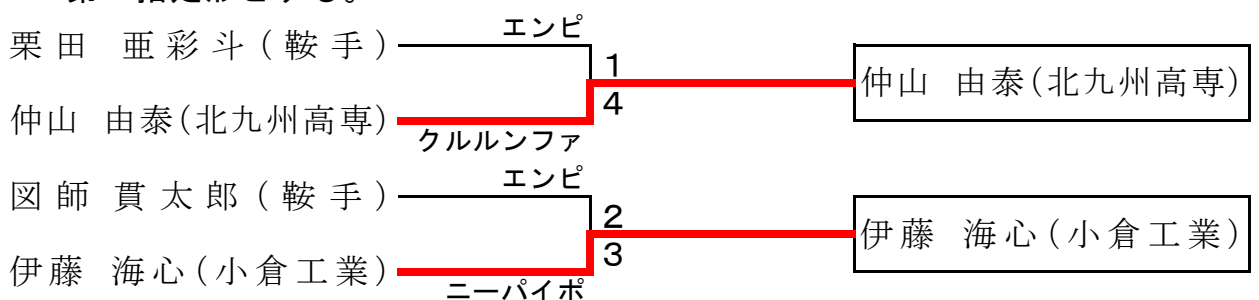 エンピ
栗田 亜彩斗(鞍手)
1
仲山 由泰(北九州高専)
4
仲山 由泰(北九州高専)
クルルンファ
エンピ
図師 貫太郎(鞍手)
2
伊藤 海心(小倉工業)
3
伊藤 海心(小倉工業)
ニーパイポ